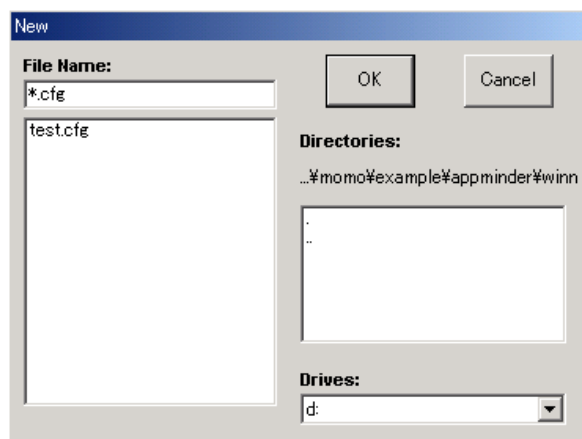 New
File Name:
*.cfg
test.cfg
OK
Cancel
Directories:
...¥momo¥example¥appminder¥winn
.
..
Drives:
d: